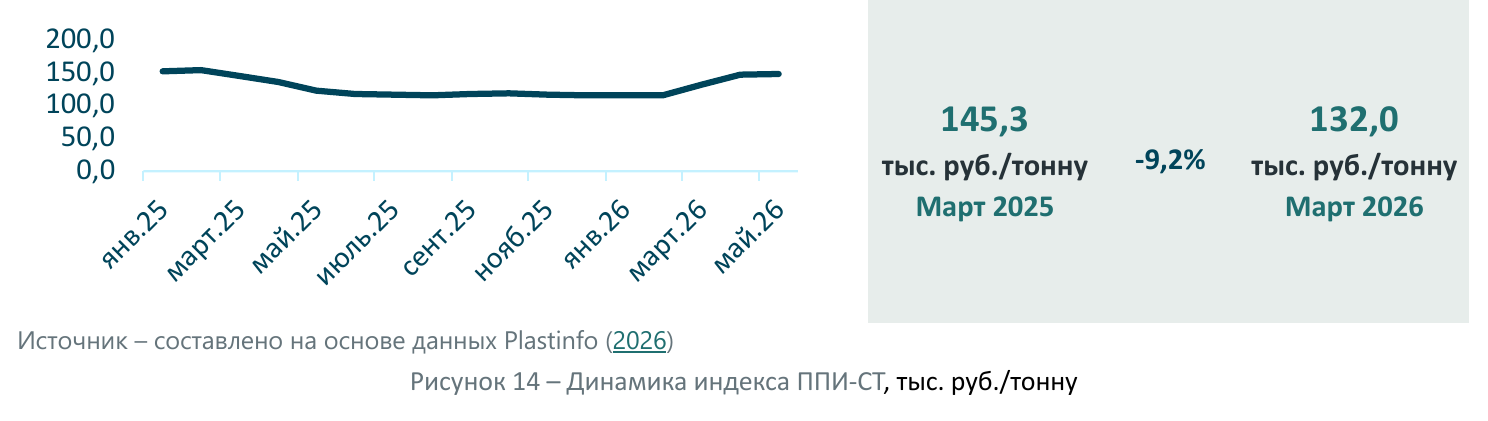 200,0
150,0
100,0
50,0
0,0
янв.25
март.25
май.25
июль.25
сент.25
нояб.25
янв.26
март.26
май.26
145,3
тыс. руб./тонну
Март 2025
-9,2%
132,0
тыс. руб./тонну
Март 2026
Источник – составлено на основе данных Plastinfo (2026)
Рисунок 14 – Динамика индекса ППИ-СТ, тыс. руб./тонну